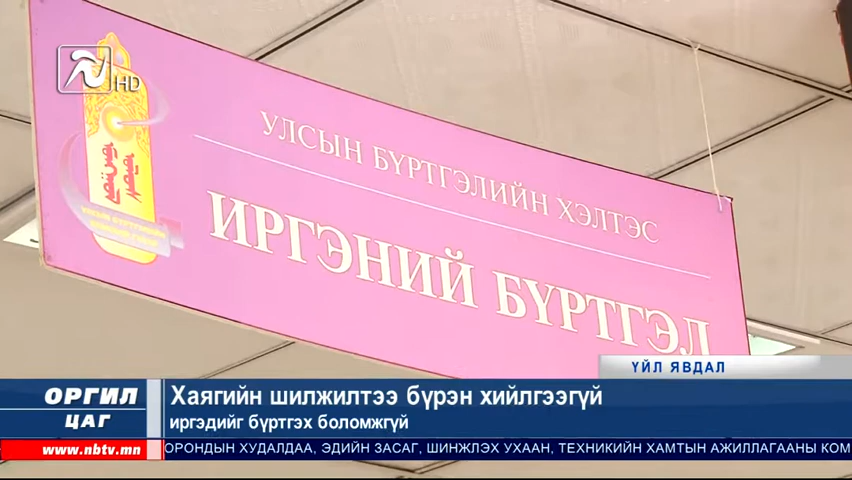 HD
УЛСЫН БҮРТГЭЛИЙН ХЭЛТЭС
ИРГЭНИЙ БҮРТГЭЛ
ҮЙЛ ЯВДАЛ
ОРГИЛ
ЦАГ
Хаягийн шилжилтээ бүрэн хийлгээгүй
иргэдийг бүртгэх боломжгүй
www.nbtv.mn
ОРОНДЫН ХУДАЛДАА, ЭДИЙН ЗАСАГ, ШИНЖЛЭХ УХААН, ТЕХНИКИЙН ХАМТЫН АЖИЛЛАГААНЫ КОМ